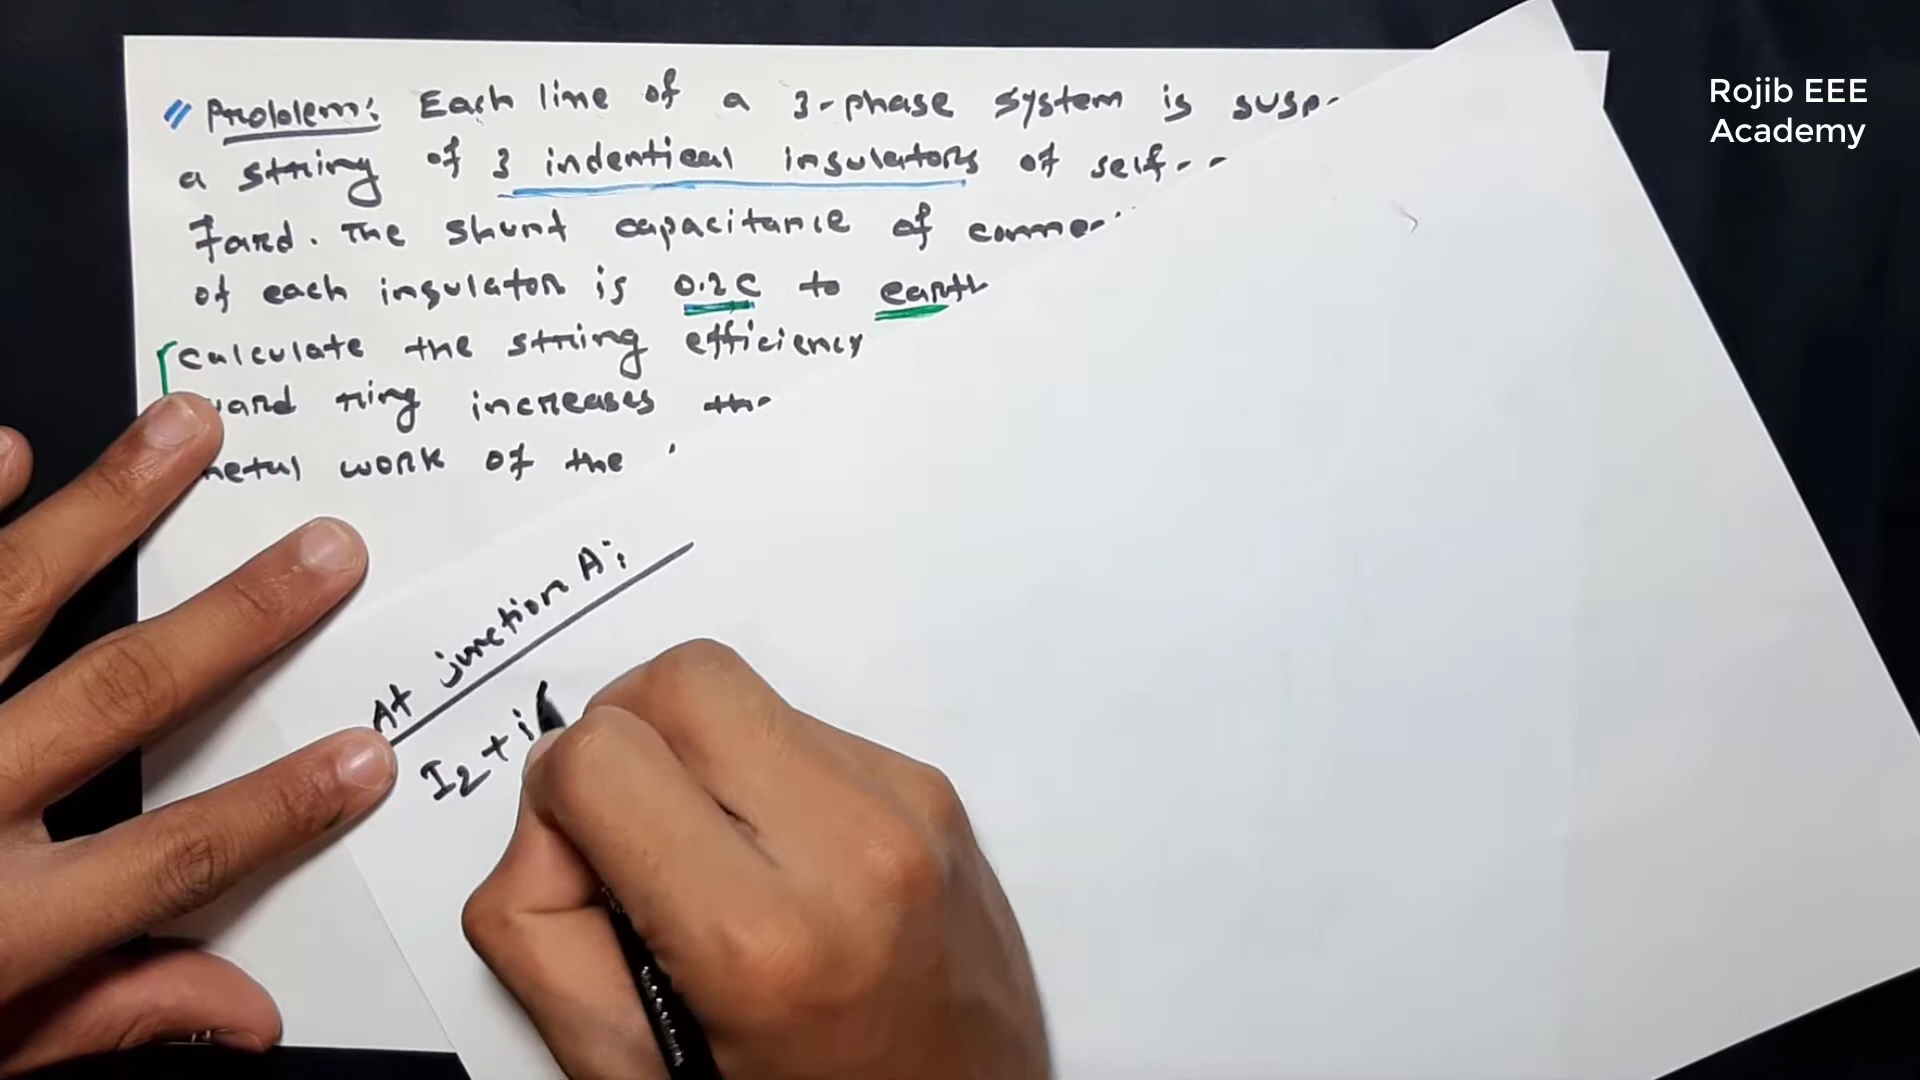 Problem: Each line of a 3-phase system is susp
a string of 3 indentical insulators of self-
Fard. The shunt capacitance of conne
of each insulator is 0.2C to earth
Calculate the string efficiency
uard ring increases the
metal work of the
At junction A:
I2 + i
Rojib EEE
Academy